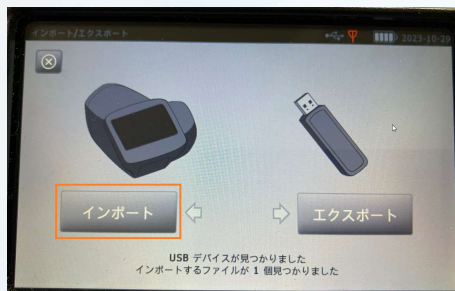 インポート/エクスポート
2023-10-20
インポート
エクスポート
USB デバイスが見つかりました
インポートするファイルが 1 個見つかりました